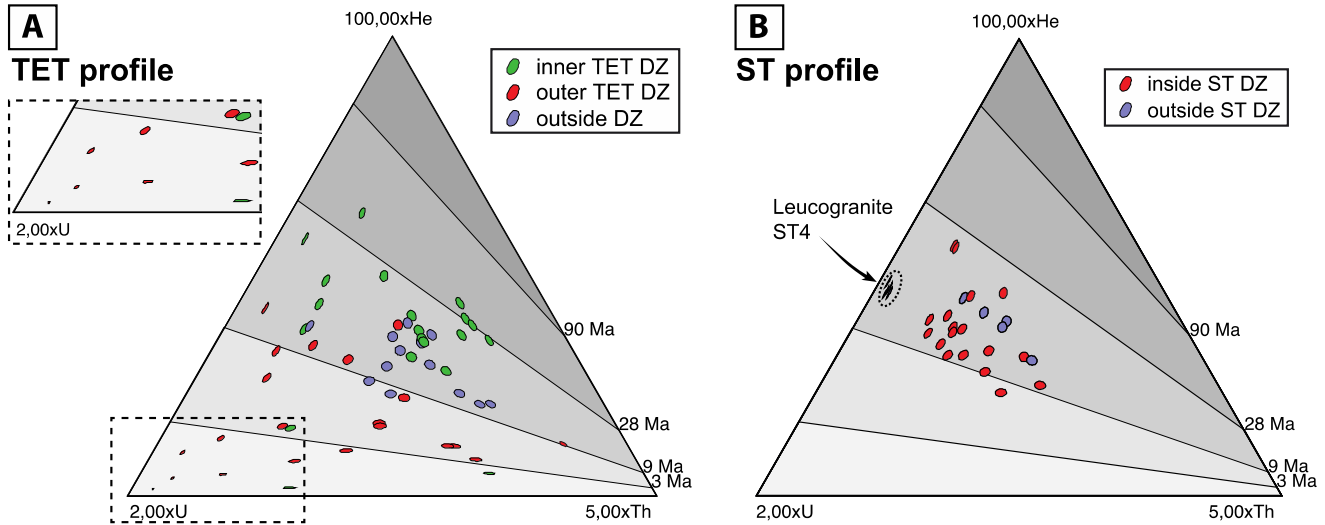 A
TET profile
100,00xHe
inner TET DZ
outer TET DZ
outside DZ
2,00xU
90 Ma
28 Ma
9 Ma
3 Ma
2,00xU
5,00xTh
B
ST profile
100,00xHe
inside ST DZ
outside ST DZ
Leucogranite
ST4
90 Ma
28 Ma
9 Ma
3 Ma
2,00xU
5,00xTh